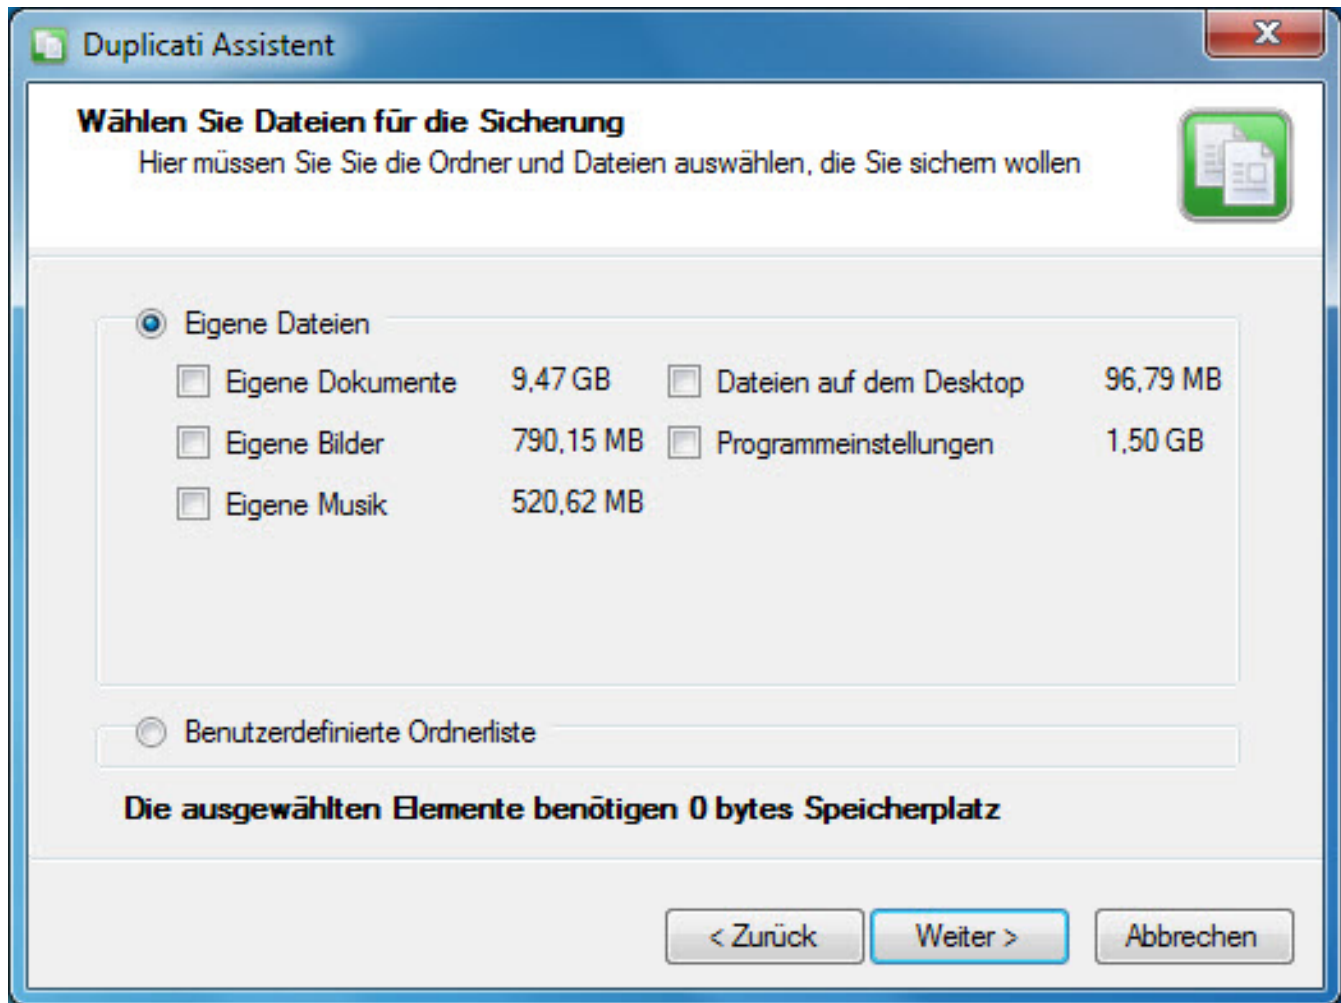 Duplicati Assistent
Wählen Sie Dateien für die Sicherung
Hier müssen Sie Sie die Ordner und Dateien auswählen, die Sie sichern wollen
Eigene Dateien
Eigene Dokumente 9,47 GB Dateien auf dem Desktop 96,79 MB
Eigene Bilder 790,15 MB Programmeinstellungen 1,50 GB
Eigene Musik 520,62 MB
Benutzerdefinierte Ordnerliste
Die ausgewählten Elemente benötigen 0 bytes Speicherplatz
< Zurück Weiter > Abbrechen